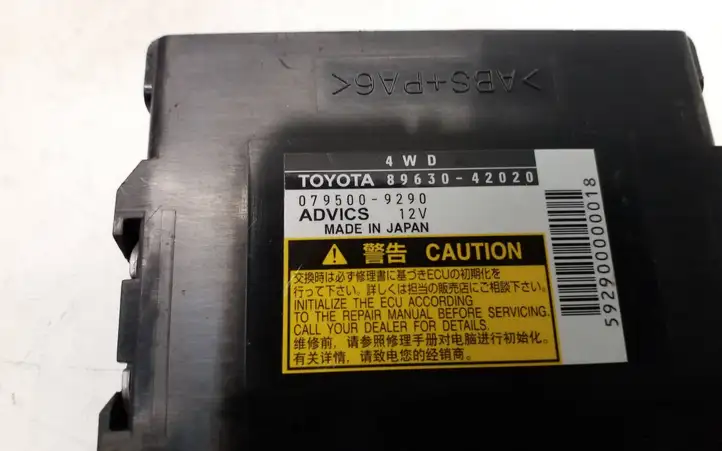 >ABS+PA6<
4WD
TOYOTA 89630-42020
079500-9290
ADVICS 12V
MADE IN JAPAN
警告 CAUTION
交換時は必ず修理書に基づきECUの初期化を
行って下さい。詳しくは担当の販売店にご相談下さい。
INITIALIZE THE ECU ACCORDING
TO THE REPAIR MANUAL BEFORE SERVICING.
CALL YOUR DEALER FOR DETAILS.
维修前，请参照修理手册对电脑进行初始化。
有关详情，请致电您的经销商。
5929000000018